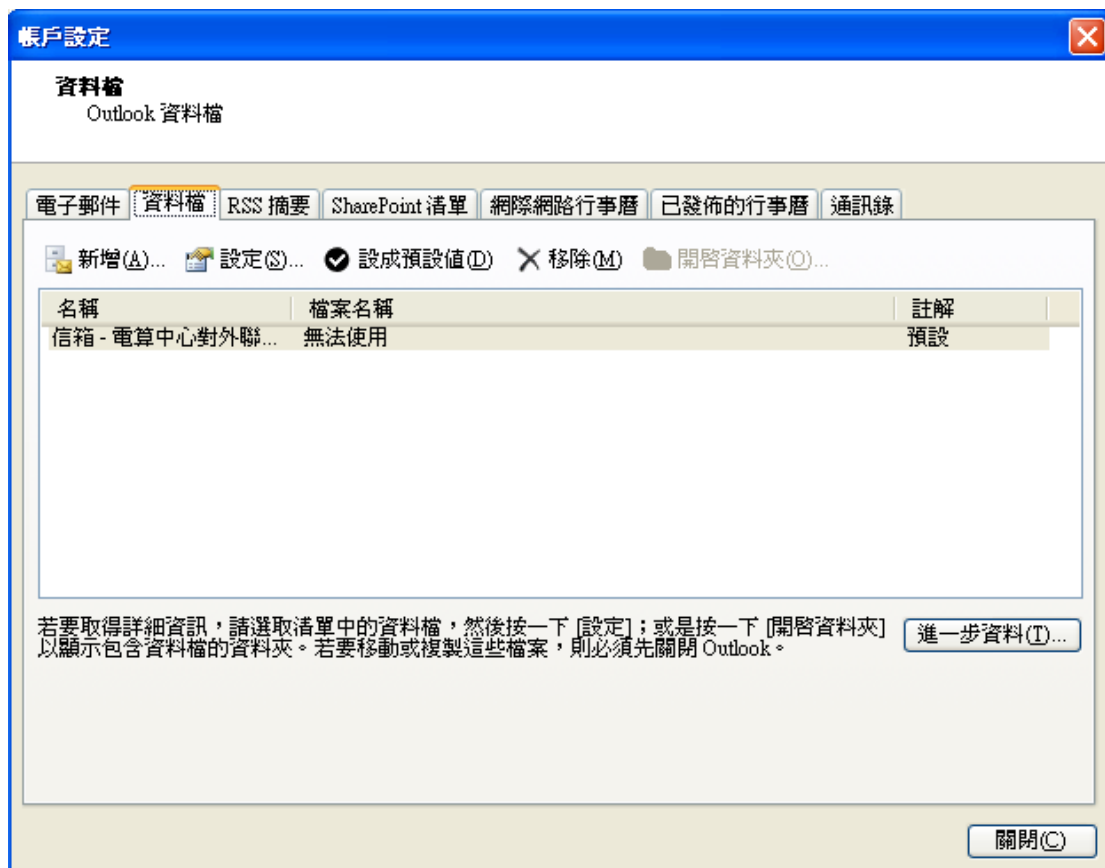 帳戶設定
資料檔
Outlook 資料檔
電子郵件 資料檔 RSS 摘要 SharePoint 清單 網際網路行事曆 已發佈的行事曆 通訊錄
新增(A)... 設定(S)... 設成預設值(D) 移除(M) 開啟資料夾(O)...
名稱 檔案名稱 註解
信箱 - 電算中心對外聯... 無法使用 預設
若要取得詳細資訊，請選取清單中的資料檔，然後按一下 [設定]；或是按一下 [開啟資料夾]
以顯示包含資料檔的資料夾。若要移動或複製這些檔案，則必須先關閉 Outlook。
進一步資料(T)...
關閉(C)